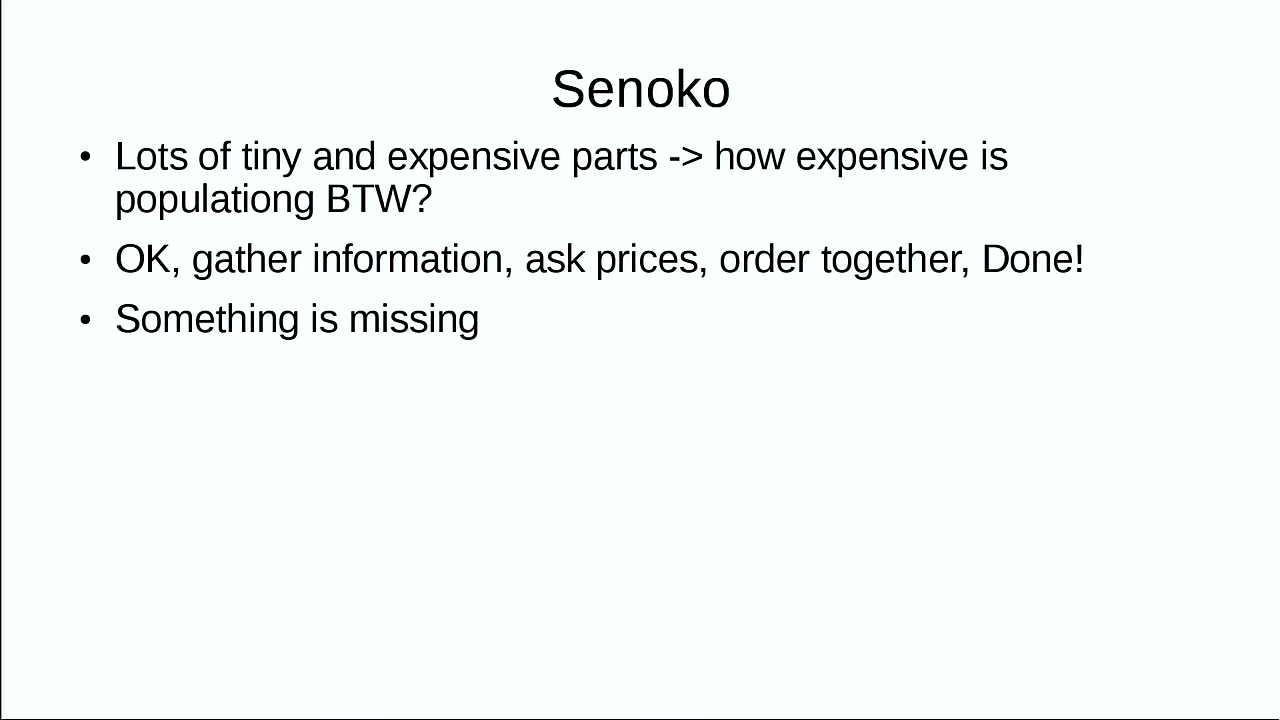 Senoko
• Lots of tiny and expensive parts -> how expensive is
populationg BTW?
• OK, gather information, ask prices, order together, Done!
• Something is missing